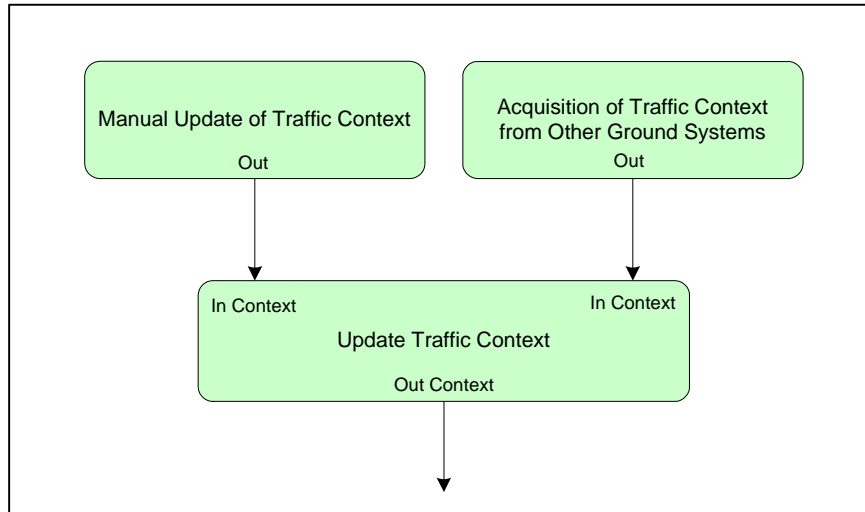 Manual Update of Traffic Context
Out
Acquisition of Traffic Context
from Other Ground Systems
Out
In Context
In Context
Update Traffic Context
Out Context